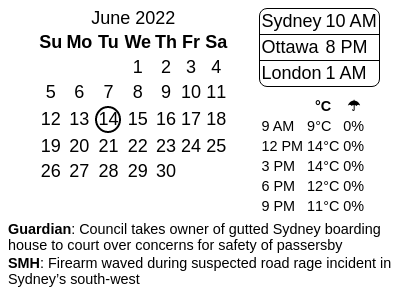 June 2022
Su Mo Tu We Th Fr Sa
1 2 3 4
5 6 7 8 9 10 11
12 13 14 15 16 17 18
19 20 21 22 23 24 25
26 27 28 29 30
Sydney 10 AM
Ottawa 8 PM
London 1 AM
°C ☂
9 AM 9°C 0%
12 PM 14°C 0%
3 PM 14°C 0%
6 PM 12°C 0%
9 PM 11°C 0%
Guardian: Council takes owner of gutted Sydney boarding
house to court over concerns for safety of passersby
SMH: Firearm waved during suspected road rage incident in
Sydney’s south-west